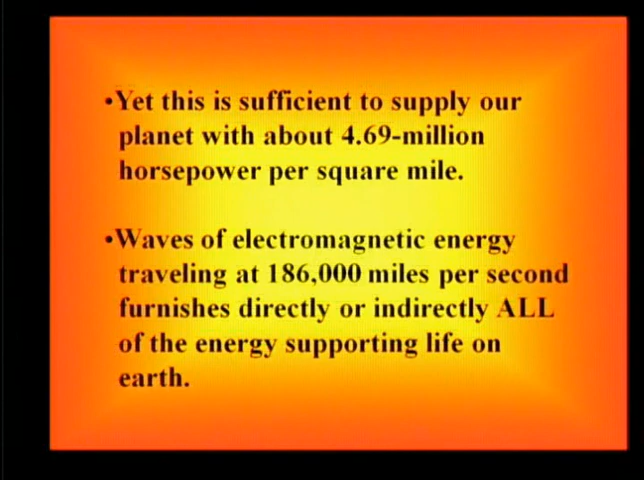 •Yet this is sufficient to supply our
planet with about 4.69-million
horsepower per square mile.
•Waves of electromagnetic energy
traveling at 186,000 miles per second
furnishes directly or indirectly ALL
of the energy supporting life on
earth.